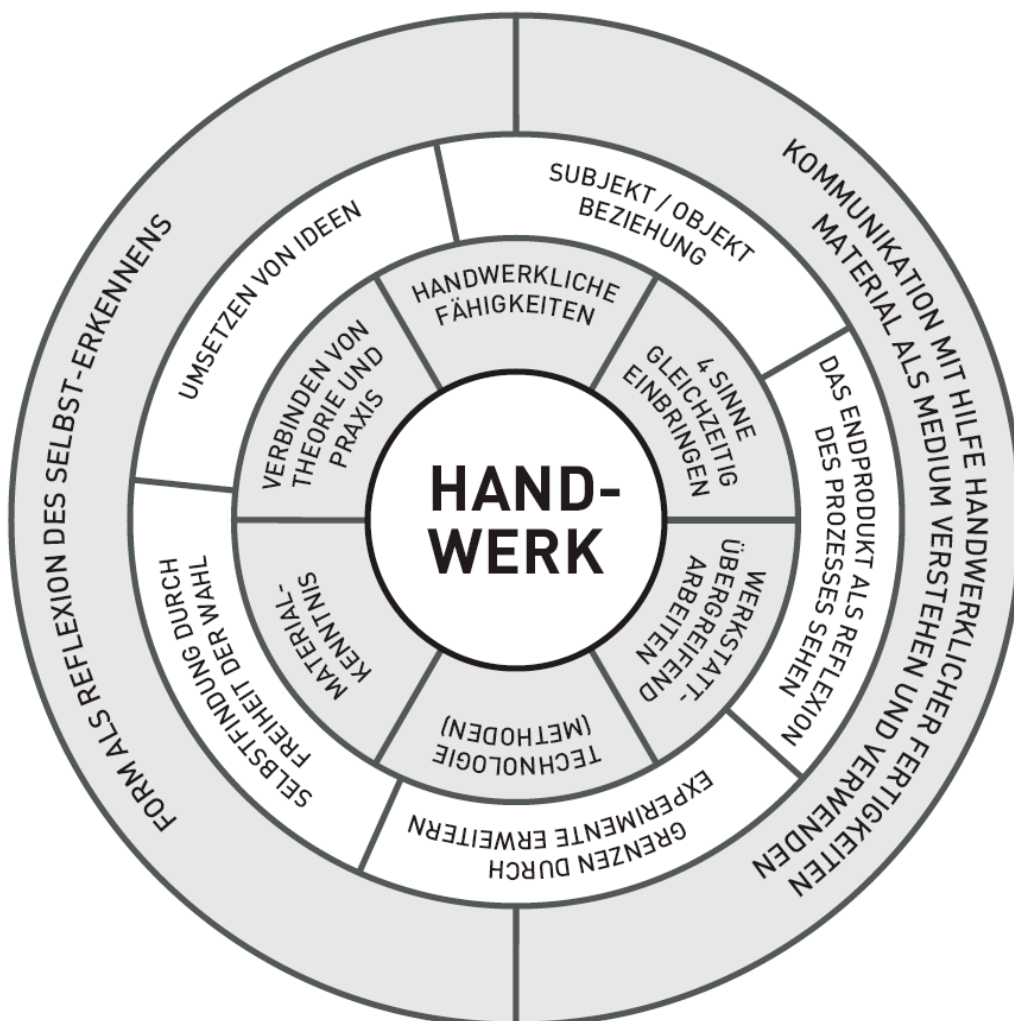 HAND-
WERK
HANDWERKLICHE
FÄHIGKEITEN
4 SINNE
GLEICHZEITIG
EINBRINGEN
WERKSTATT-
ÜBERGREIFEND
ARBEITEN
TECHNOLOGIE
(METHODEN)
MATERIAL-
KENNTNIS
VERBINDEN VON
THEORIE UND
PRAXIS
SUBJEKT / OBJEKT
BEZIEHUNG
DAS ENDPRODUKT ALS REFLEXION
DES PROZESSES SEHEN
GRENZEN DURCH
EXPERIMENTE ERWEITERN
SELBSTFINDUNG DURCH
FREIHEIT DER WAHL
UMSETZEN VON IDEEN
KOMMUNIKATION MIT HILFE HANDWERKLICHER FERTIGKEITEN
MATERIAL ALS MEDIUM VERSTEHEN UND VERWENDEN
FORM ALS REFLEXION DES SELBST-ERKENNENS